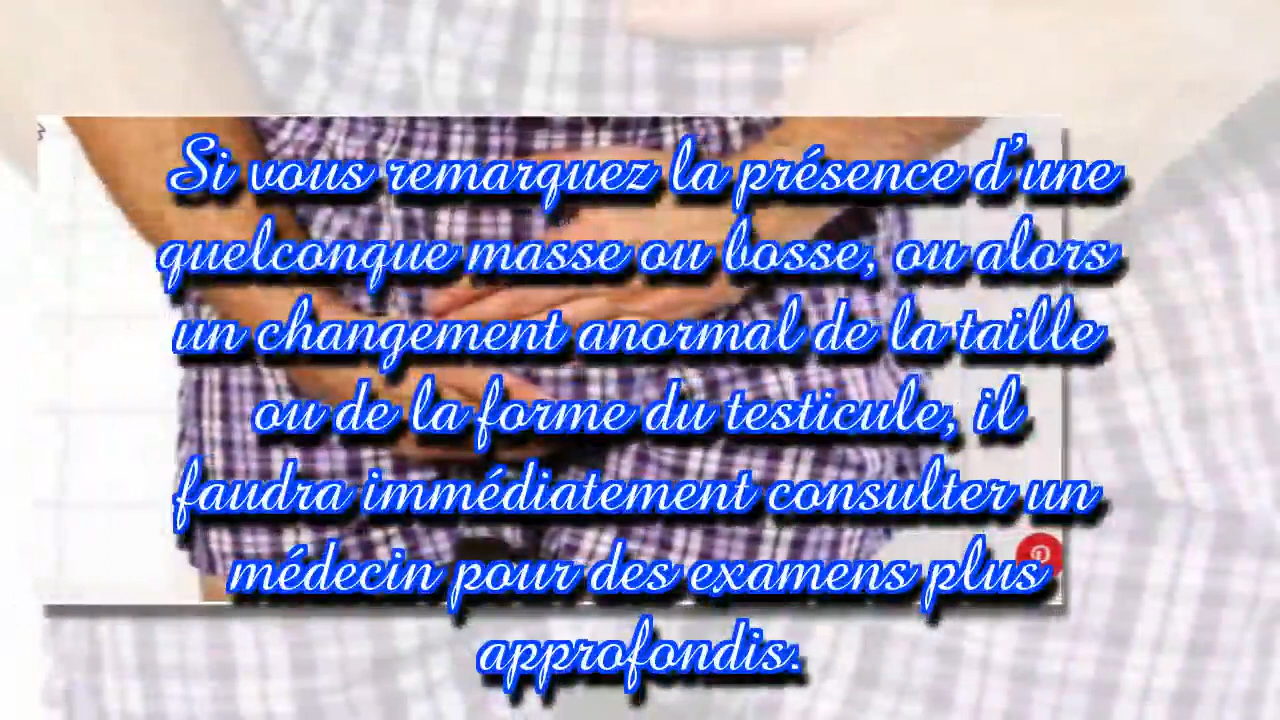 Si vous remarquez la présence d'une
quelconque masse ou bosse, ou alors
un changement anormal de la taille
ou de la forme du testicule, il
faudra immédiatement consulter un
médecin pour des examens plus
approfondis.